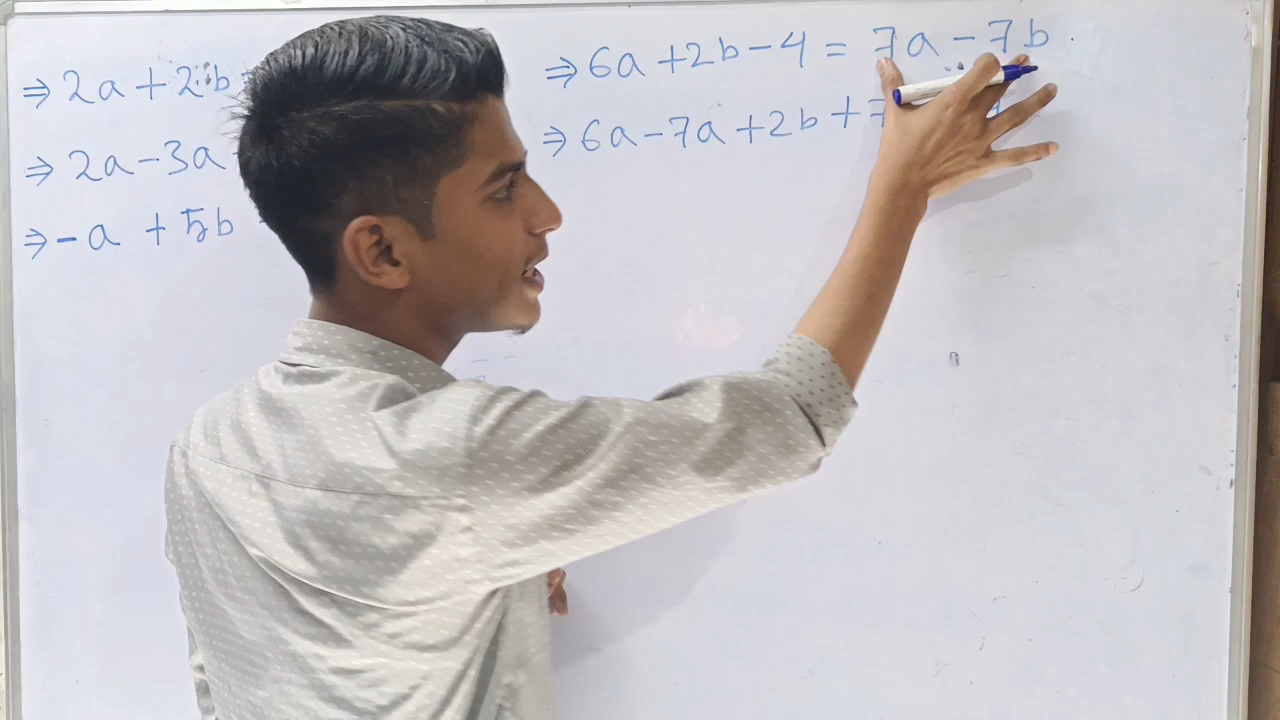 ⇒ 2a + 2b
⇒ 2a - 3a
⇒ -a + 5b
⇒ 6a + 2b - 4 = 7a - 7b
⇒ 6a - 7a + 2b + 7